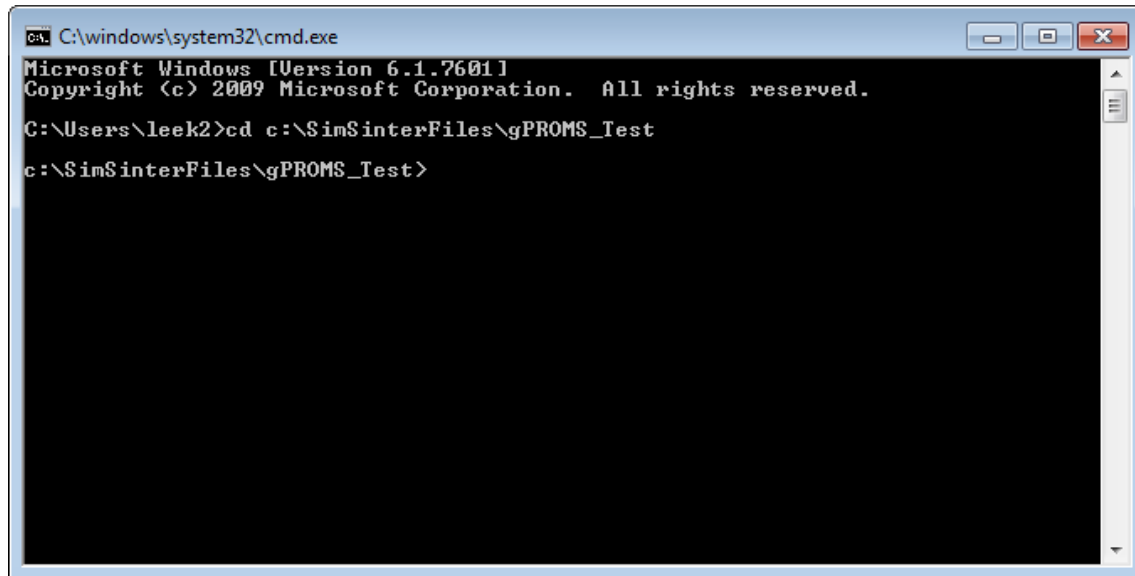 C:\windows\system32\cmd.exe
Microsoft Windows [Version 6.1.7601]
Copyright (c) 2009 Microsoft Corporation.  All rights reserved.
C:\Users\leek2>cd c:\SimSinterFiles\gPROMS_Test
c:\SimSinterFiles\gPROMS_Test>